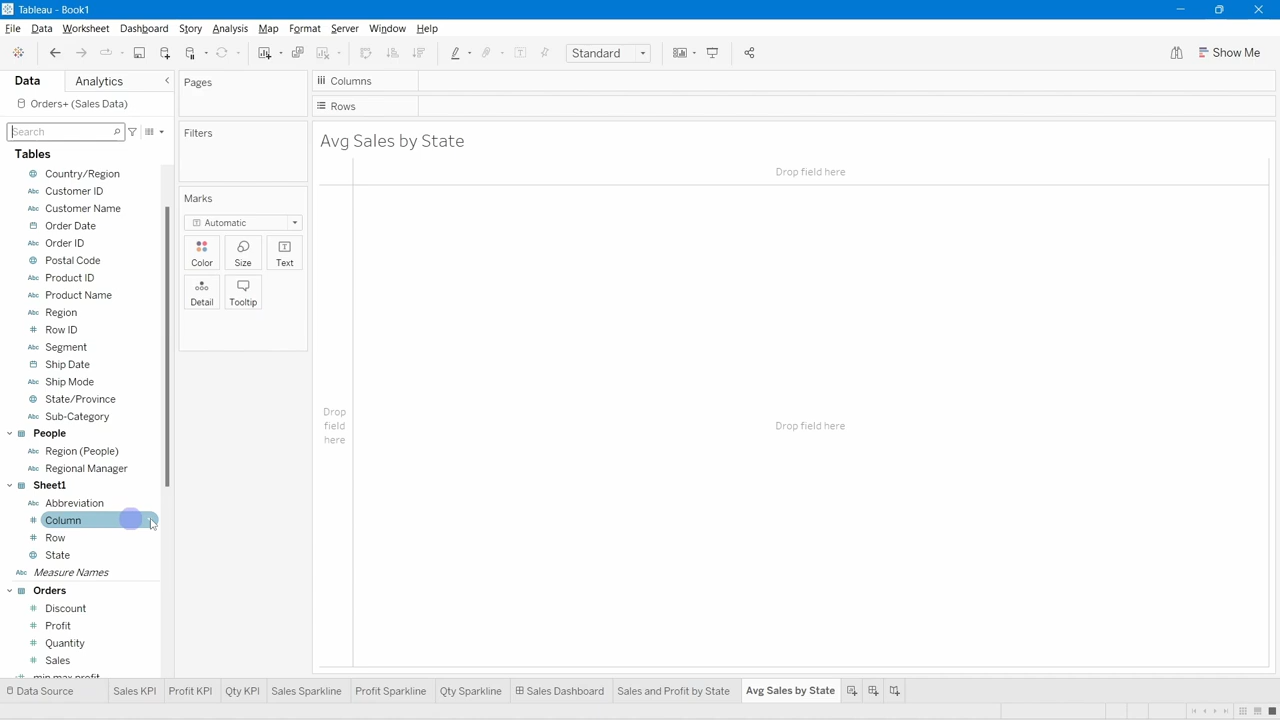 Tableau - Book1
File Data Worksheet Dashboard Story Analysis Map Format Server Window Help
Standard
Show Me
Data Analytics
Pages
Columns
Orders+ (Sales Data)
Rows
Search
Filters
Avg Sales by State
Tables
Country/Region
Customer ID
Customer Name
Order Date
Order ID
Postal Code
Product ID
Product Name
Region
Row ID
Segment
Ship Date
Ship Mode
State/Province
Sub-Category
People
Region (People)
Regional Manager
Sheet1
Abbreviation
Column
Row
State
Measure Names
Orders
Discount
Profit
Quantity
Sales
min max profit
Marks
Automatic
Color Size Text
Detail Tooltip
Drop field here
Drop
field
here
Drop field here
Data Source Sales KPI Profit KPI Qty KPI Sales Sparkline Profit Sparkline Qty Sparkline Sales Dashboard Sales and Profit by State Avg Sales by State